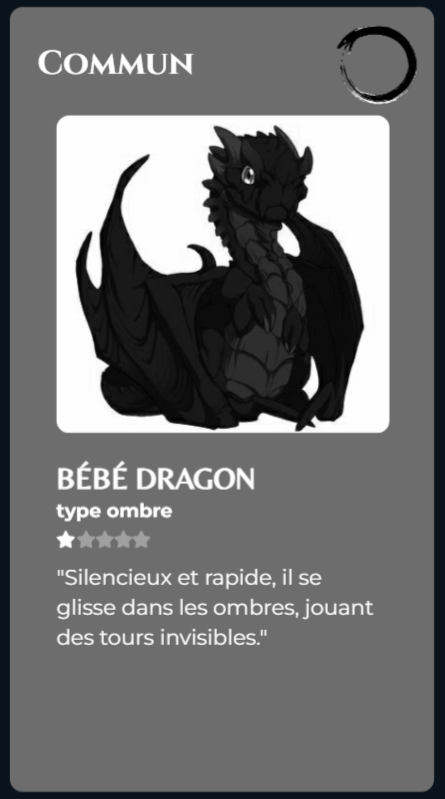 Commun
BÉBÉ DRAGON
type ombre
"Silencieux et rapide, il se
glisse dans les ombres, jouant
des tours invisibles."